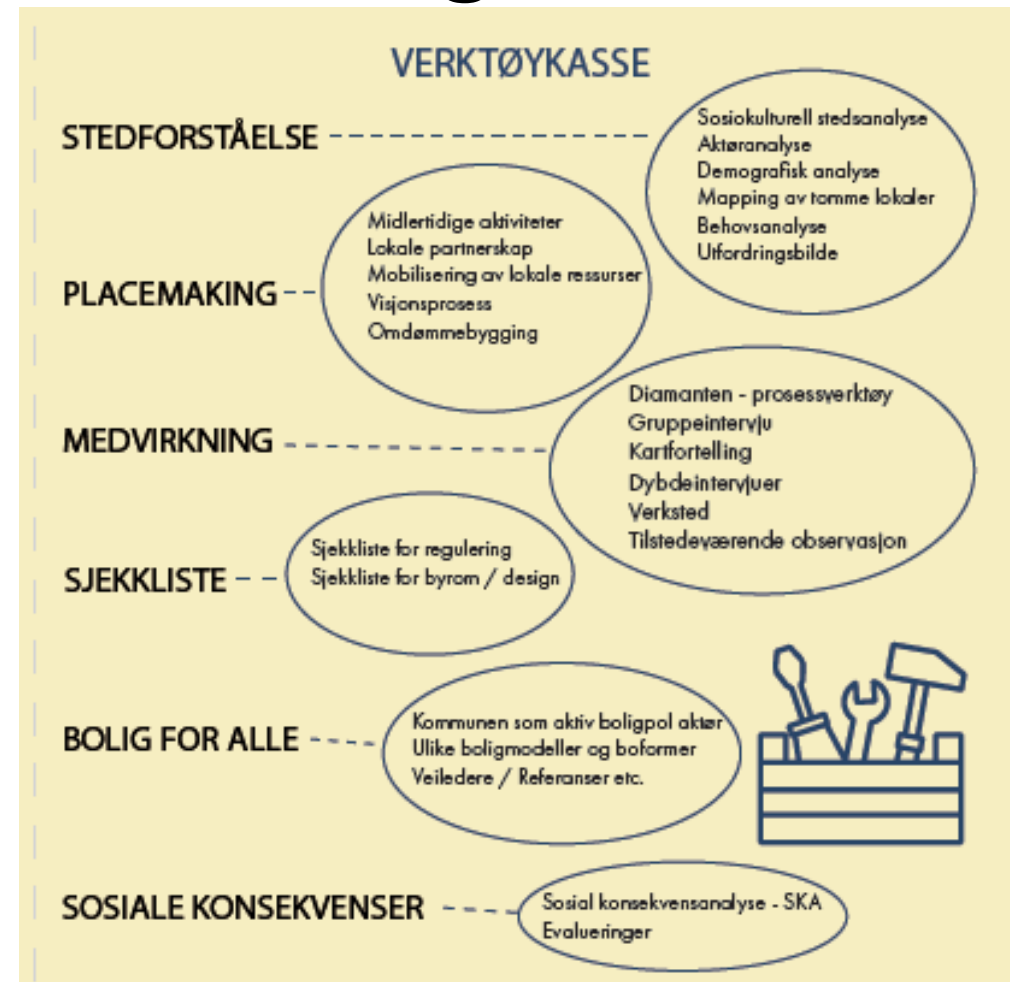 VERKTØYKASSE
STEDFORSTÅELSE
Sosiokulturell stedsanalyse
Aktøranalyse
Demografisk analyse
Mapping av tomme lokaler
Behovsanalyse
Utfordringsbilde
PLACEMAKING
Midlertidige aktiviteter
Lokale partnerskap
Mobilisering av lokale ressurser
Visjonsprosess
Omdømmebygging
MEDVIRKNING
Diamanten - prosessverktøy
Gruppeintervju
Kartfortelling
Dybdeintervjuer
Verksted
Tilstedeværende observasjon
SJEKKLISTE
Sjekkliste for regulering
Sjekkliste for byrom / design
BOLIG FOR ALLE
Kommunen som aktiv boligpol aktør
Ulike boligmodeller og boformer
Veiledere / Referanser etc.
SOSIALE KONSEKVENSER
Sosial konsekvensanalyse - SKA
Evalueringer